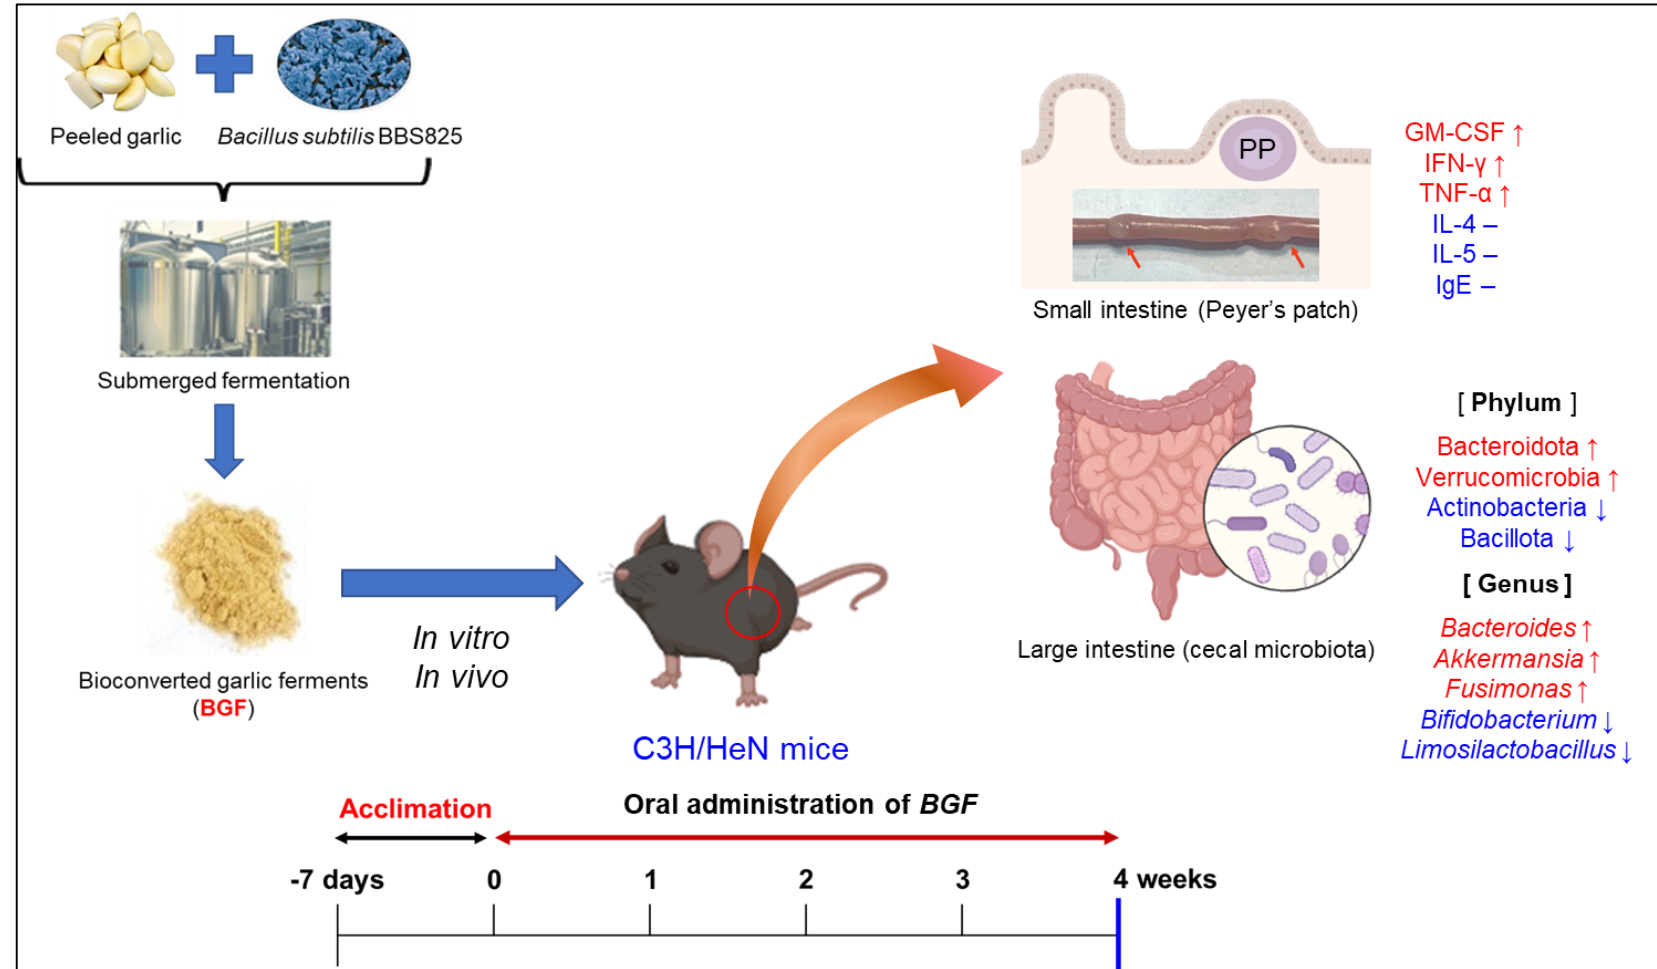 Peeled garlic
Bacillus subtilis BBS825
Submerged fermentation
Bioconverted garlic ferments
(BGF)
In vitro
In vivo
C3H/HeN mice
PP
Small intestine (Peyer’s patch)
GM-CSF ↑
IFN-γ ↑
TNF-α ↑
IL-4 –
IL-5 –
IgE –
Large intestine (cecal microbiota)
[ Phylum ]
Bacteroidota ↑
Verrucomicrobia ↑
Actinobacteria ↓
Bacillota ↓
[ Genus ]
Bacteroides ↑
Akkermansia ↑
Fusimonas ↑
Bifidobacterium ↓
Limosilactobacillus ↓
Acclimation
Oral administration of BGF
-7 days 0 1 2 3 4 weeks